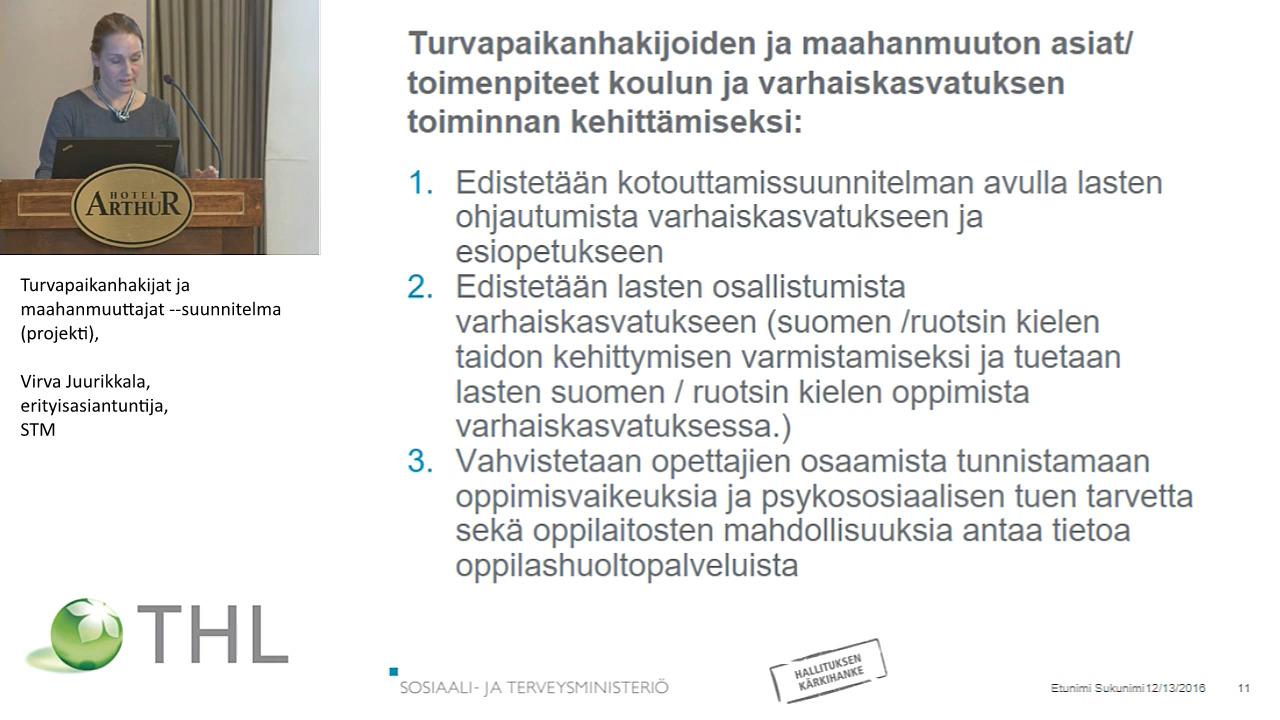 HOTEL
ARTHUR
Turvapaikanhakijat ja
maahanmuuttajat --suunnitelma
(projekti),
Virva Juurikkala,
erityisasiantuntija,
STM
THL
Turvapaikanhakijoiden ja maahanmuuton asiat/
toimenpiteet koulun ja varhaiskasvatuksen
toiminnan kehittämiseksi:
1. Edistetään kotouttamissuunnitelman avulla lasten
ohjautumista varhaiskasvatukseen ja
esiopetukseen
2. Edistetään lasten osallistumista
varhaiskasvatukseen (suomen /ruotsin kielen
taidon kehittymisen varmistamiseksi ja tuetaan
lasten suomen / ruotsin kielen oppimista
varhaiskasvatuksessa.)
3. Vahvistetaan opettajien osaamista tunnistamaan
oppimisvaikeuksia ja psykososiaalisen tuen tarvetta
sekä oppilaitosten mahdollisuuksia antaa tietoa
oppilashuoltopalveluista
SOSIAALI- JA TERVEYSMINISTERIÖ
HALLITUKSEN
KÄRKIHANKE
Etunimi Sukunimi12/13/2016 11